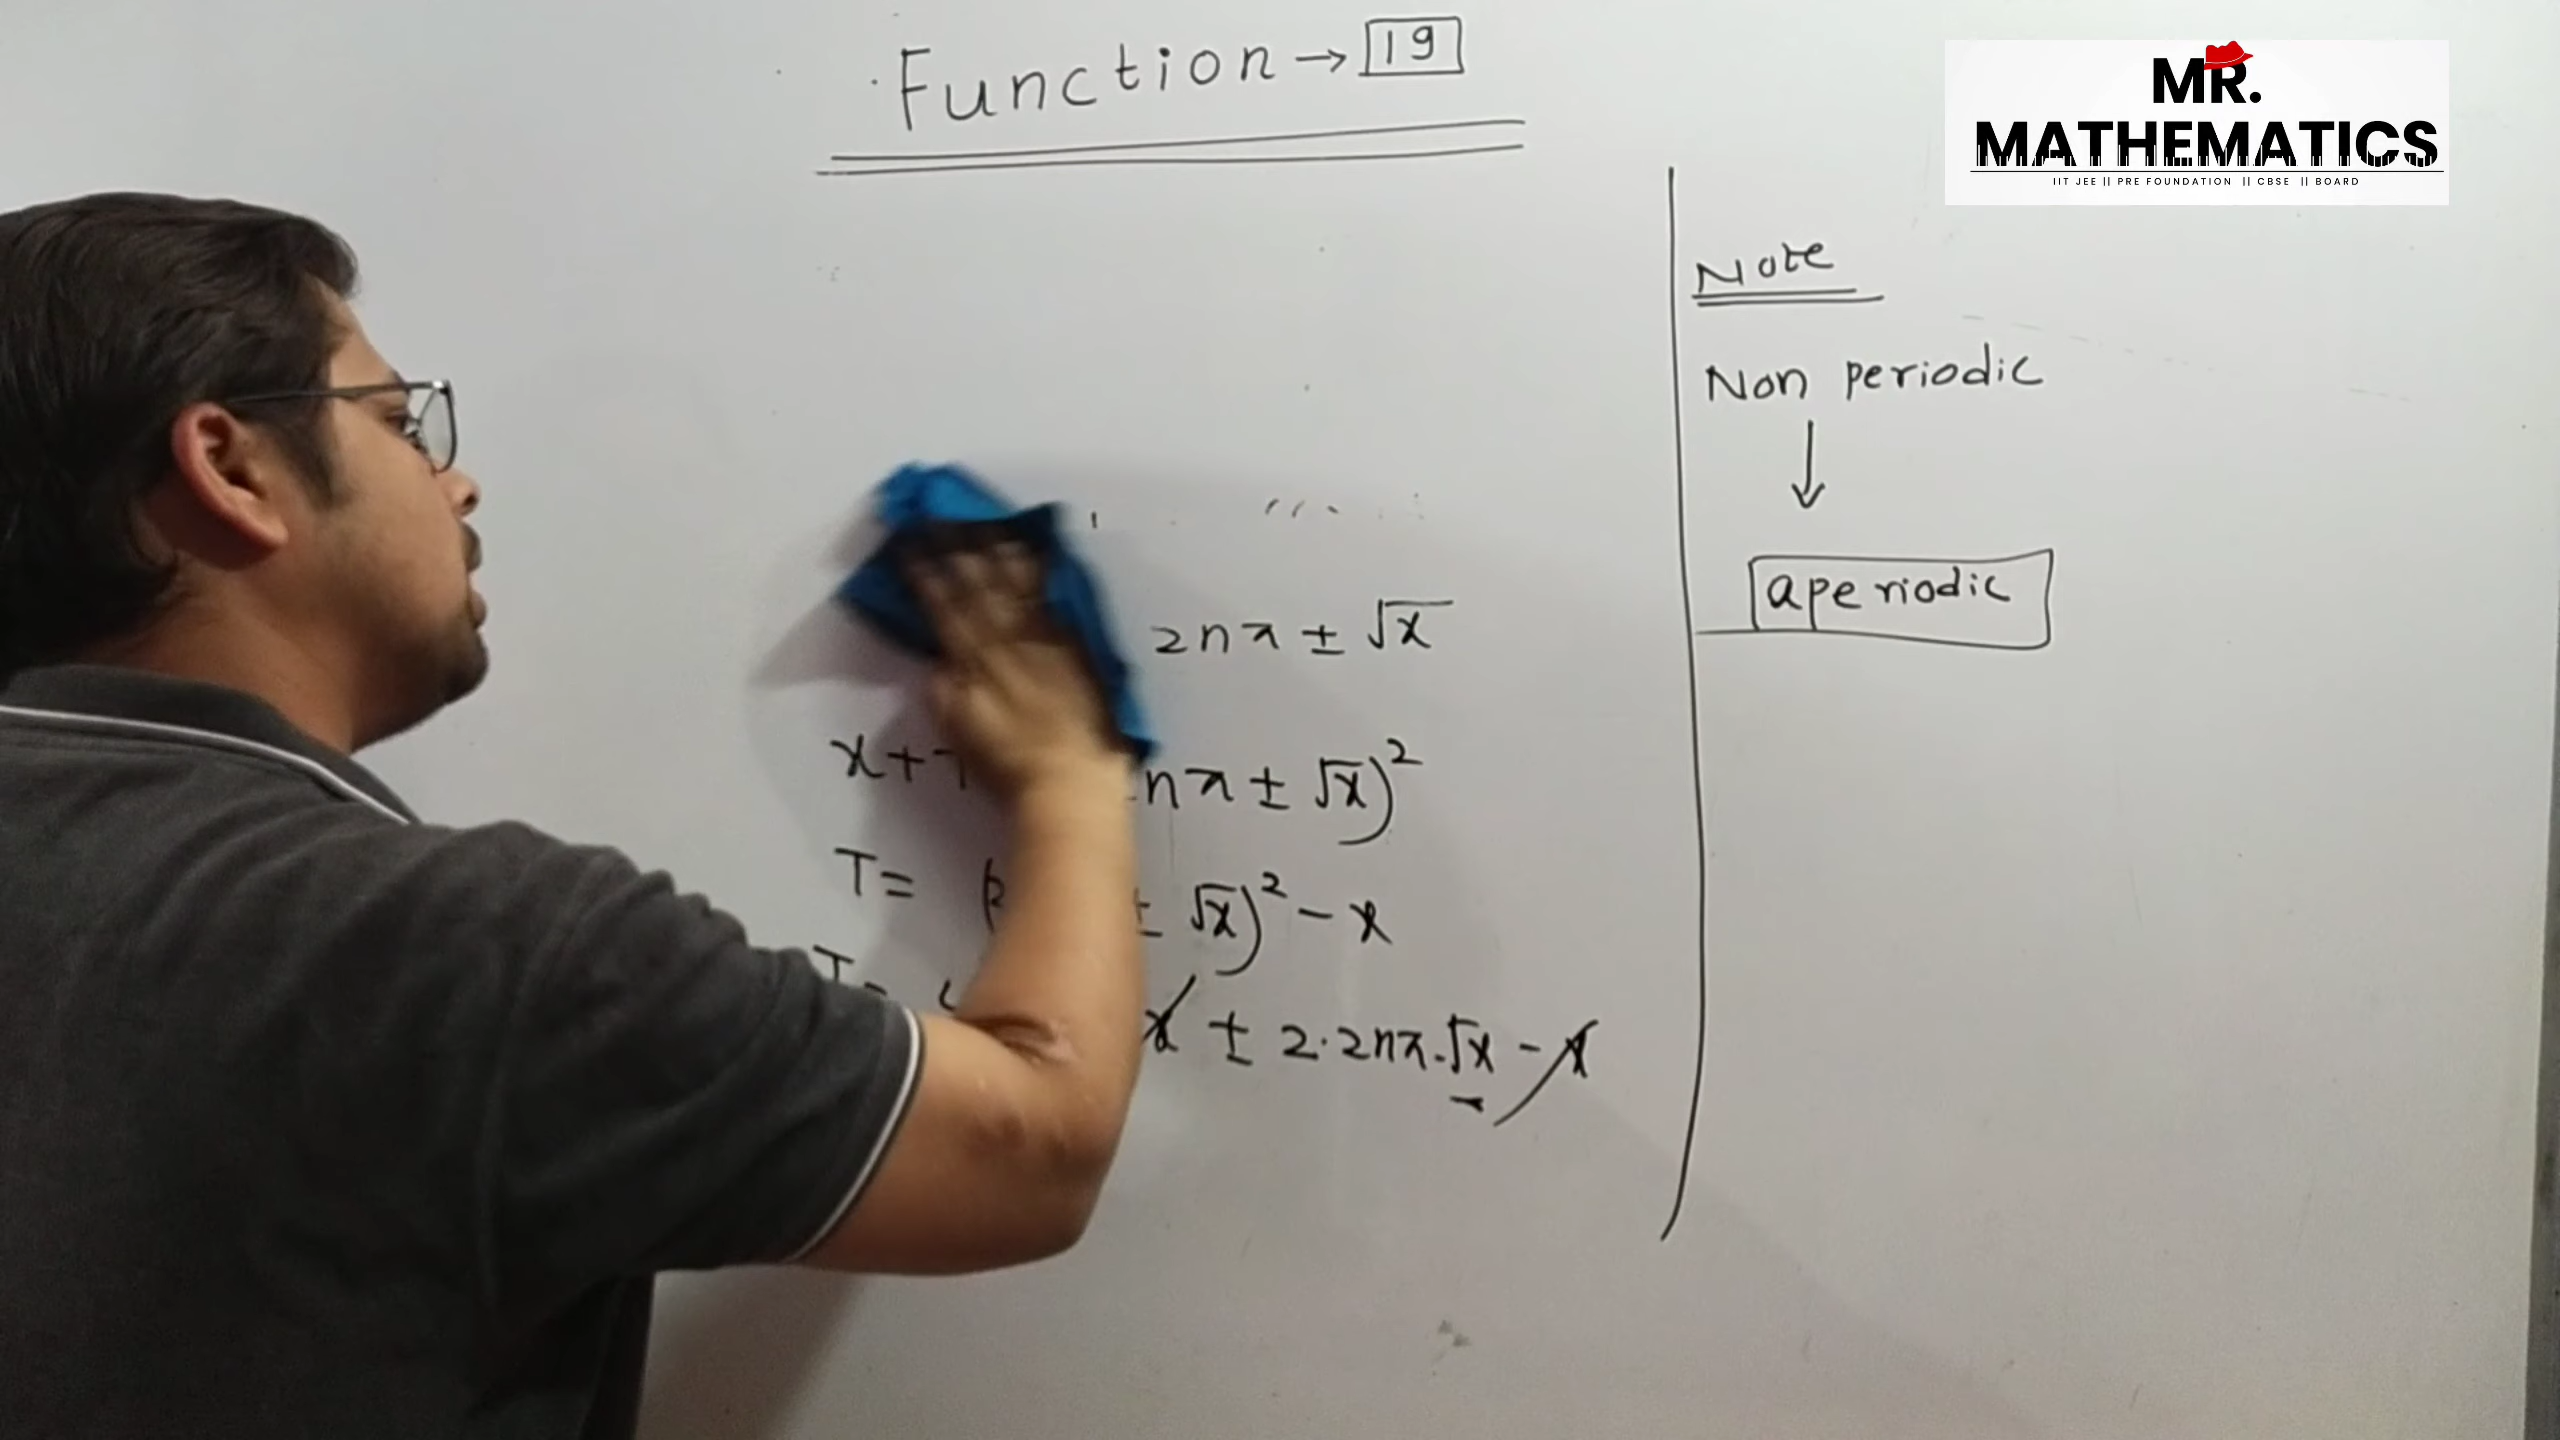 Function → 19
MR.
MATHEMATICS
IIT JEE || PRE FOUNDATION || CBSE || BOARD
Note
Non periodic
↓
aperiodic
2nπ ± √x
x+T nπ ± √x)²
T= (2 ± √x)² - x
T= x ± 2·2nπ·√x - x